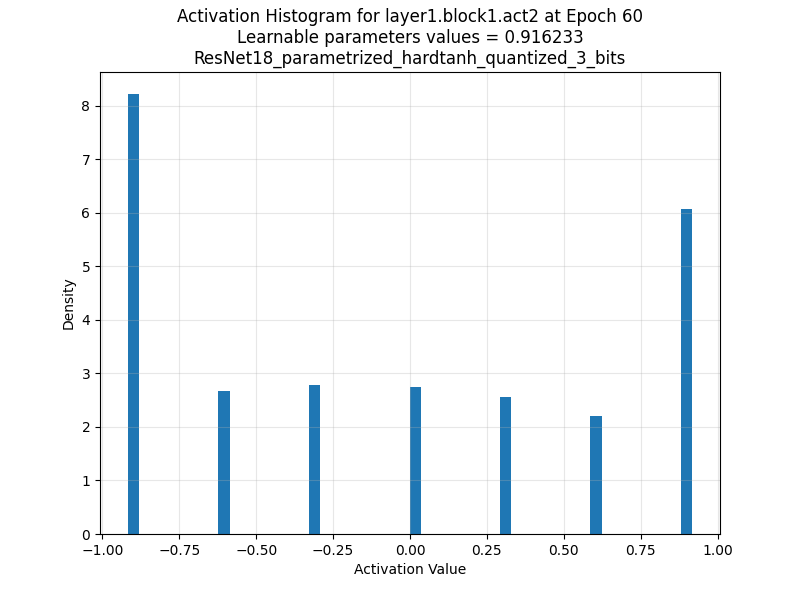 Activation Histogram for layer1.block1.act2 at Epoch 60
Learnable parameters values = 0.916233
ResNet18_parametrized_hardtanh_quantized_3_bits
Density
8
7
6
5
4
3
2
1
0
−1.00 −0.75 −0.50 −0.25 0.00 0.25 0.50 0.75 1.00
Activation Value